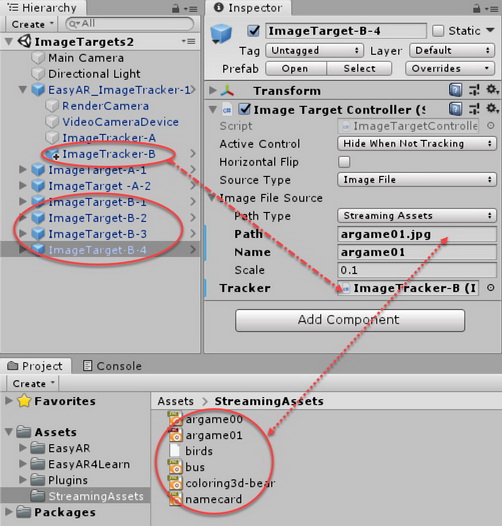 Hierarchy
Create
All
ImageTargets2
Main Camera
Directional Light
EasyAR_ImageTracker-1
RenderCamera
VideoCameraDevice
ImageTracker-A
ImageTracker-B
ImageTarget-A-1
ImageTarget -A-2
ImageTarget-B-1
ImageTarget-B-2
ImageTarget-B-3
ImageTarget-B-4
Inspector
ImageTarget-B-4 Static
Tag Untagged Layer Default
Prefab Open Select Overrides
Transform
Image Target Controller (S
Script ImageTargetController
Active Control Hide When Not Tracking
Horizontal Flip
Source Type Image File
Image File Source
Path Type Streaming Assets
Path argame01.jpg
Name argame01
Scale 0.1
Tracker ImageTracker-B (I
Add Component
Project Console
Create
Favorites
Assets
EasyAR
EasyAR4Learn
Plugins
StreamingAssets
Packages
Assets > StreamingAssets
argame00
argame01
birds
bus
coloring3d-bear
namecard